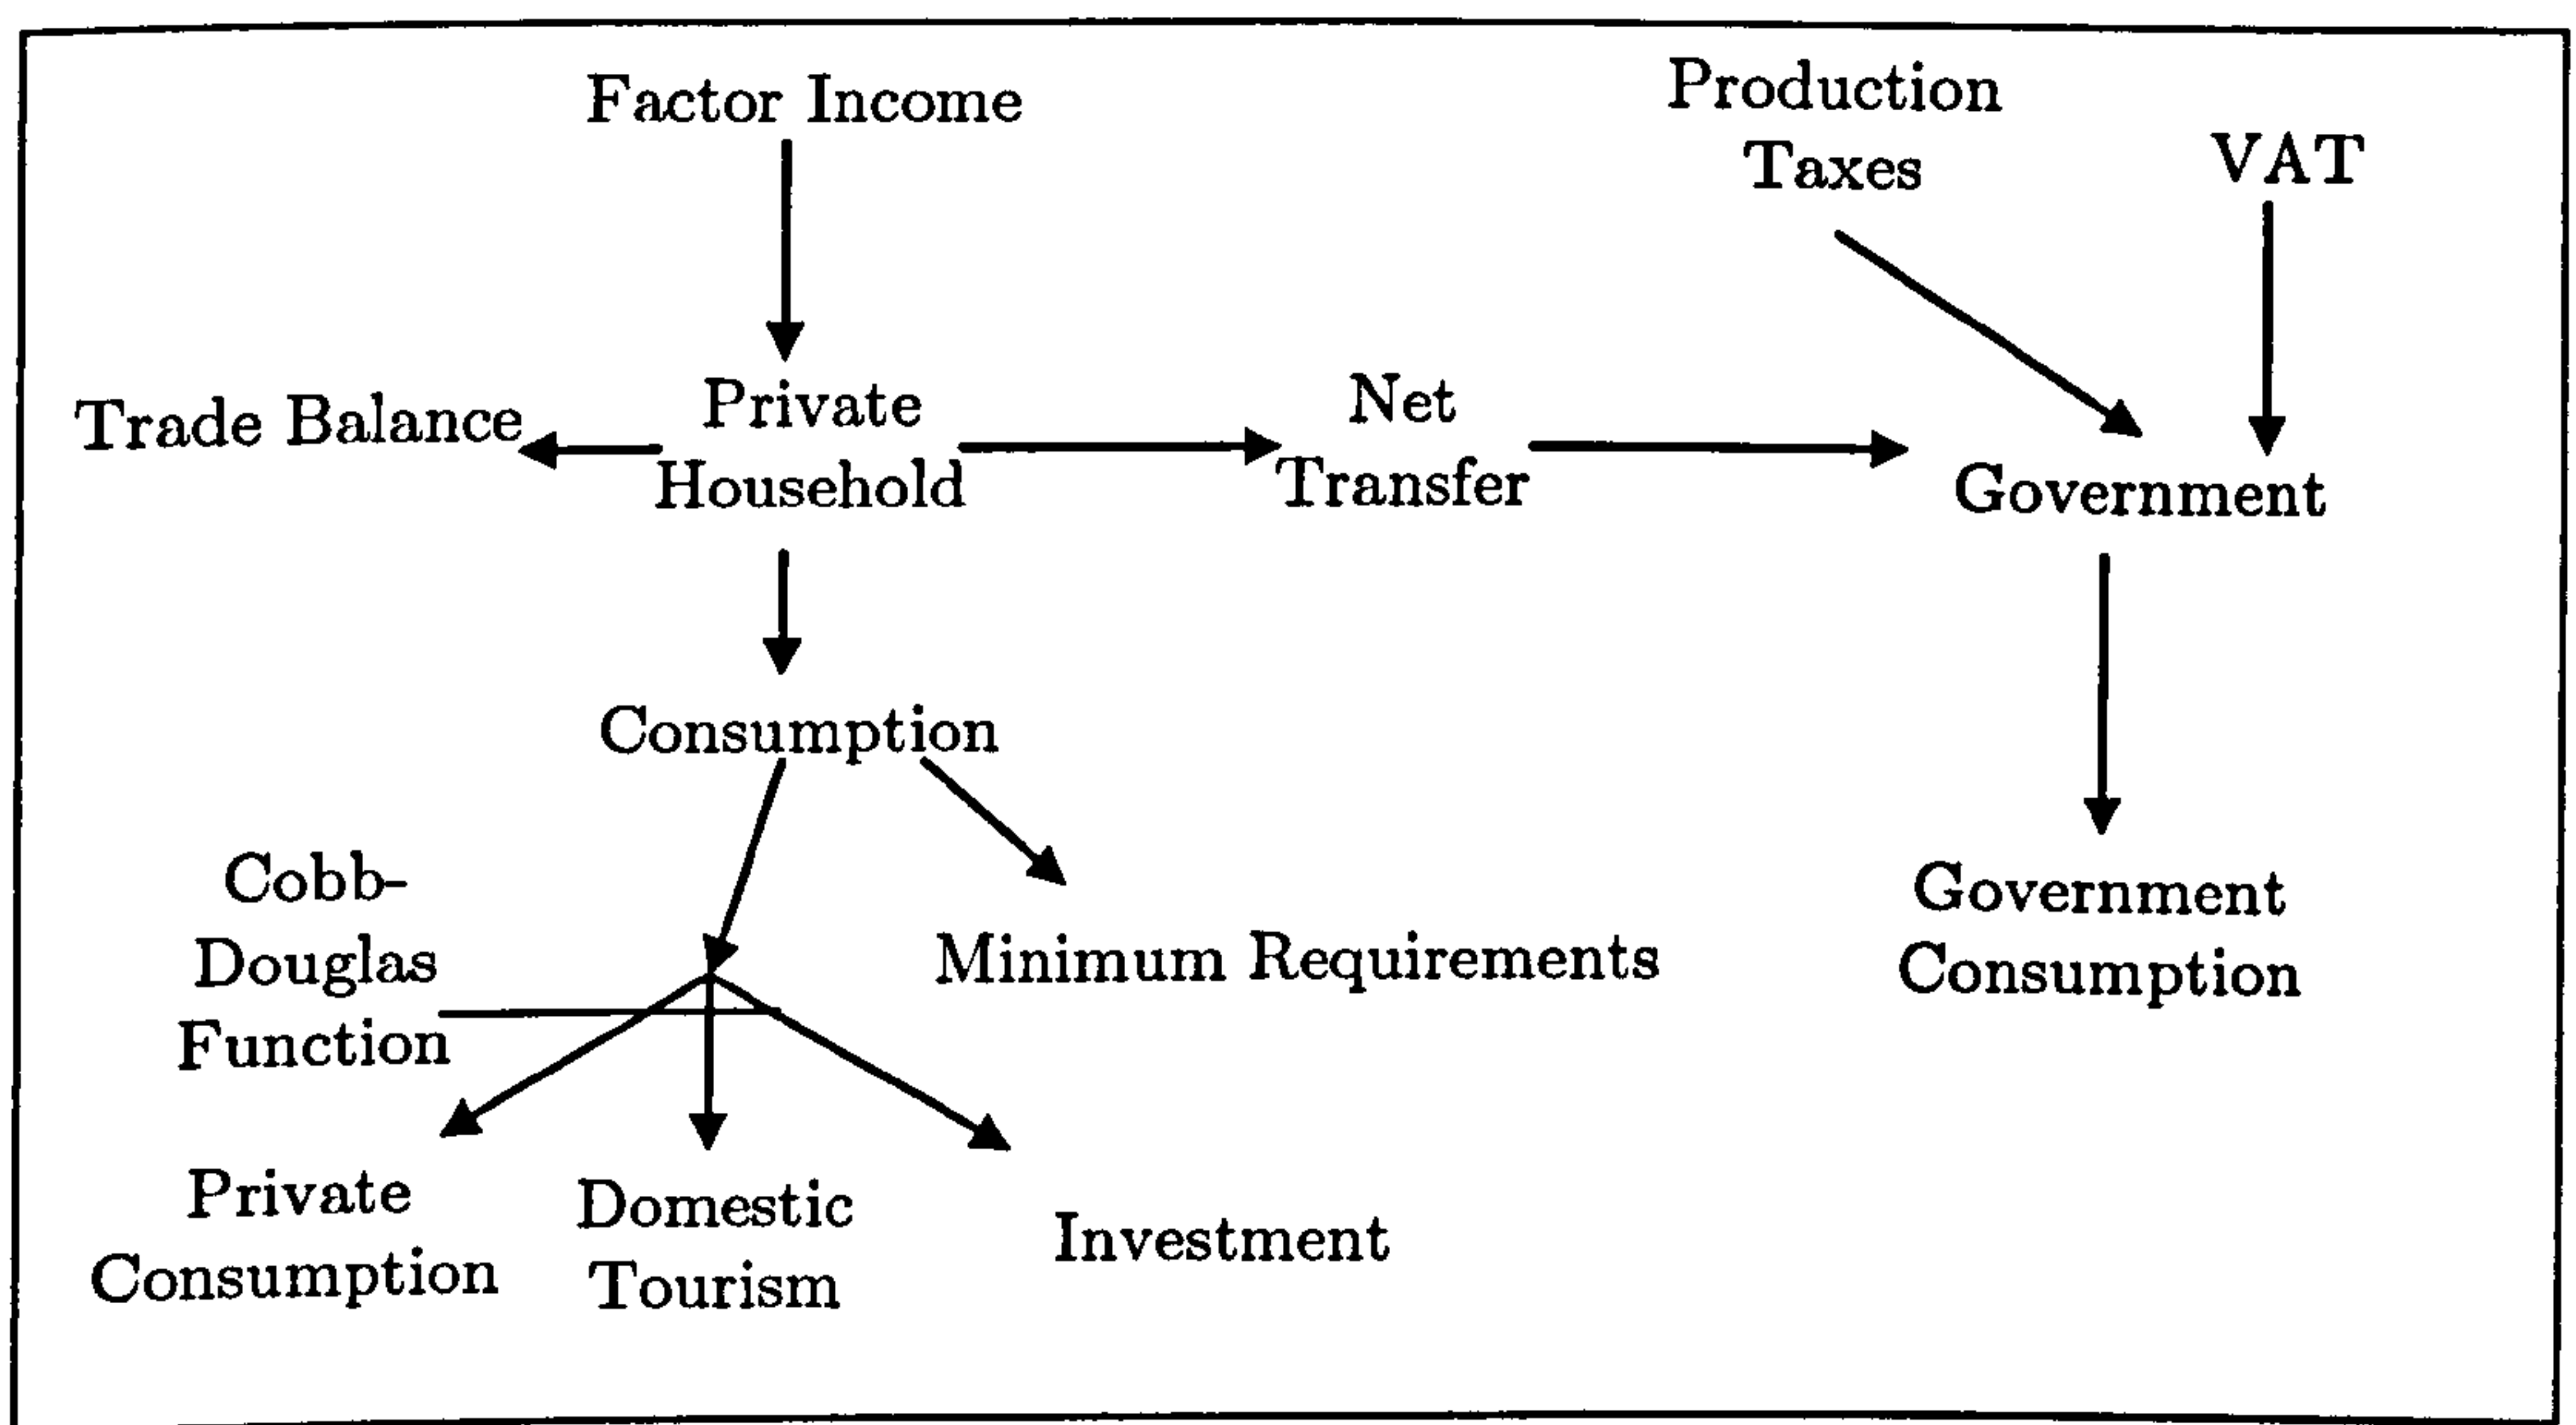 Factor Income
Production
Taxes
VAT
Trade Balance
Private
Household
Net
Transfer
Government
Consumption
Cobb-
Douglas
Function
Minimum Requirements
Government
Consumption
Private
Consumption
Domestic
Tourism
Investment